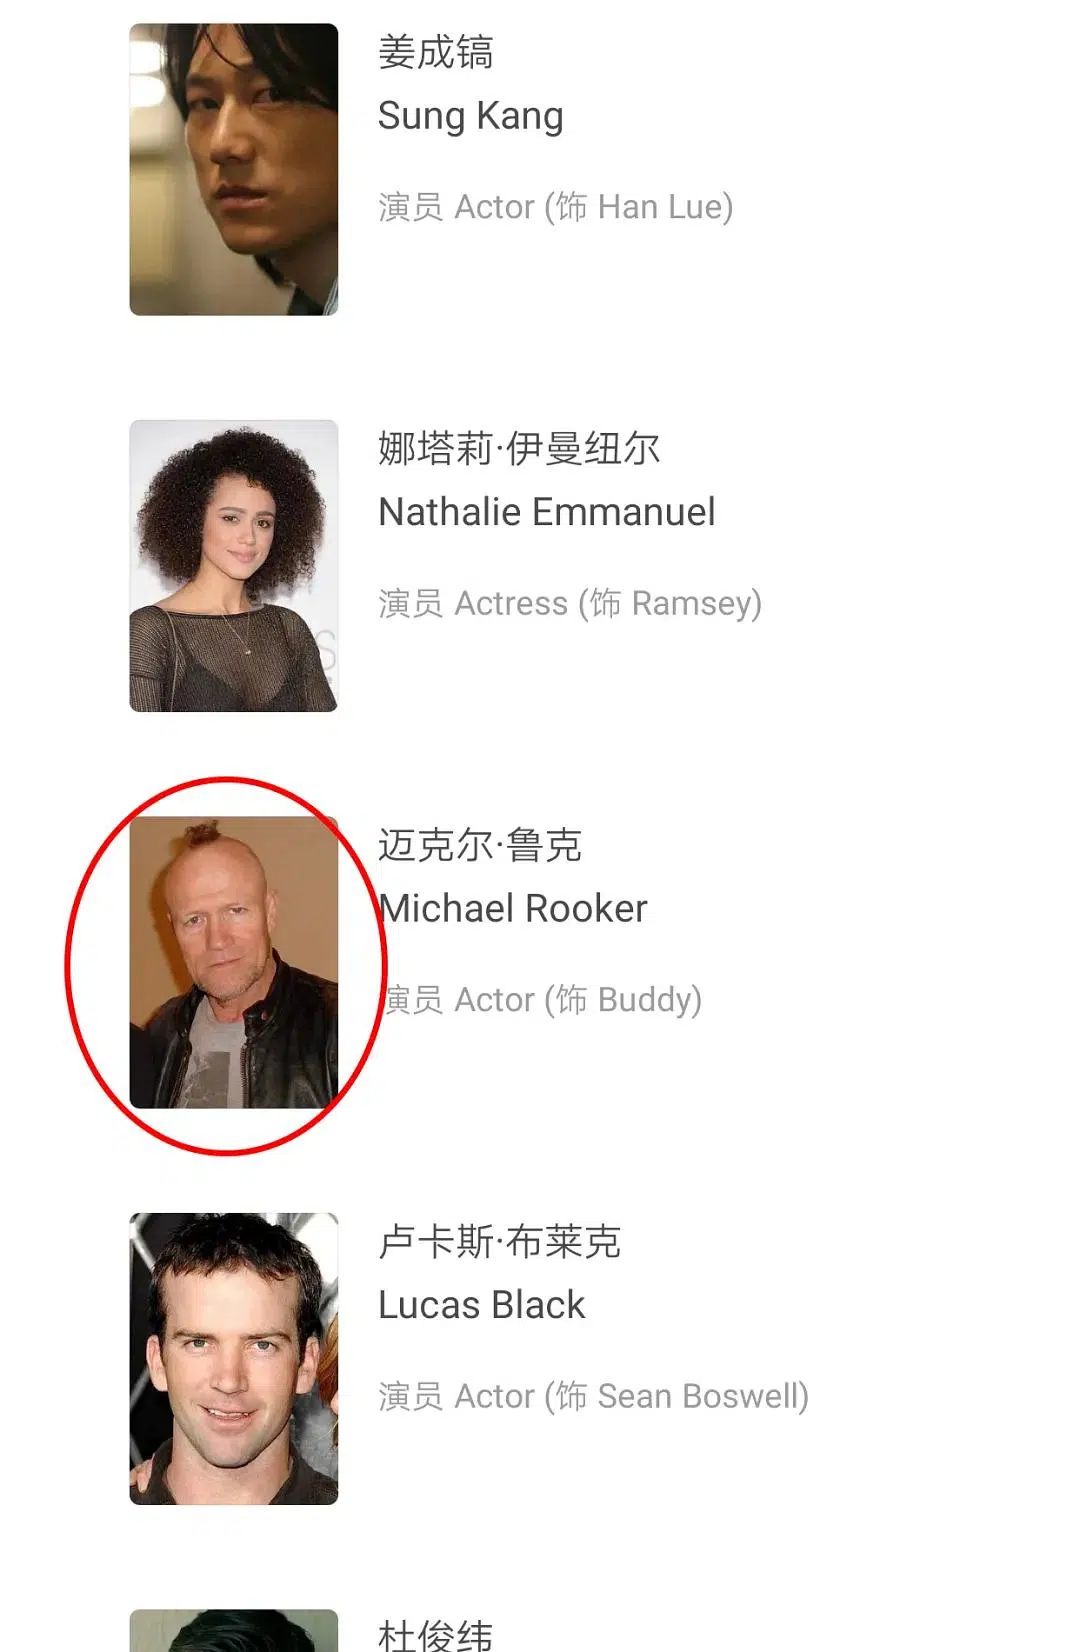 姜成镐
Sung Kang
演员 Actor (饰 Han Lue)
娜塔莉·伊曼纽尔
Nathalie Emmanuel
演员 Actress (饰 Ramsey)
迈克尔·鲁克
Michael Rooker
演员 Actor (饰 Buddy)
卢卡斯·布莱克
Lucas Black
演员 Actor (饰 Sean Boswell)
杜俊纬